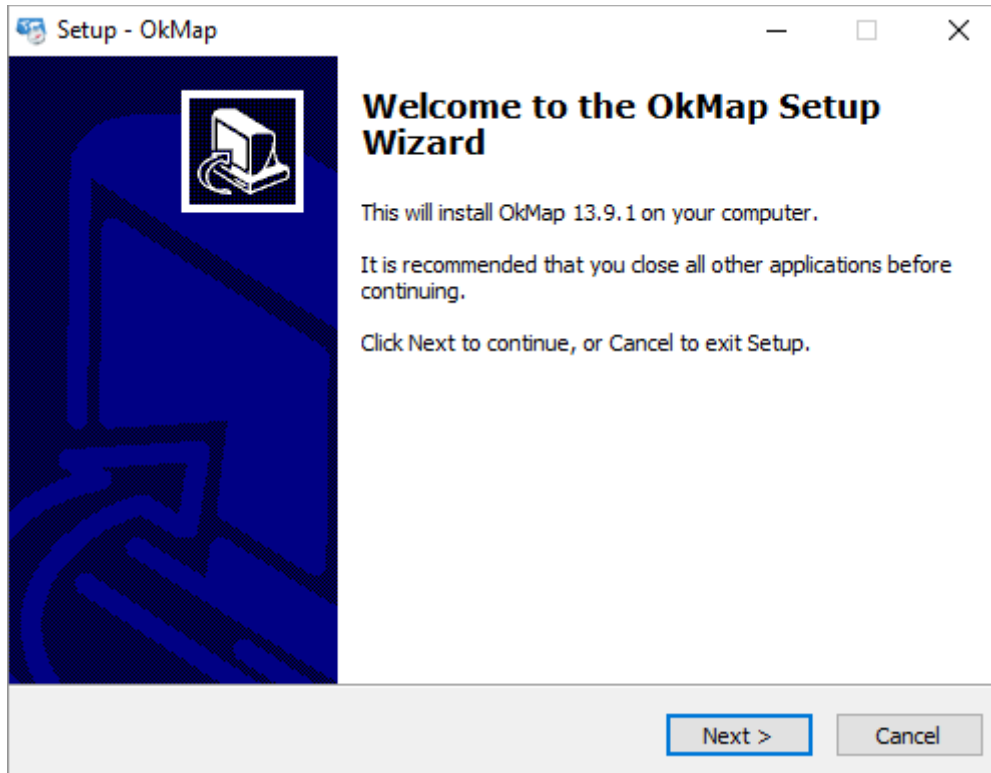 Setup - OkMap
Welcome to the OkMap Setup
Wizard
This will install OkMap 13.9.1 on your computer.
It is recommended that you close all other applications before
continuing.
Click Next to continue, or Cancel to exit Setup.
Next >
Cancel